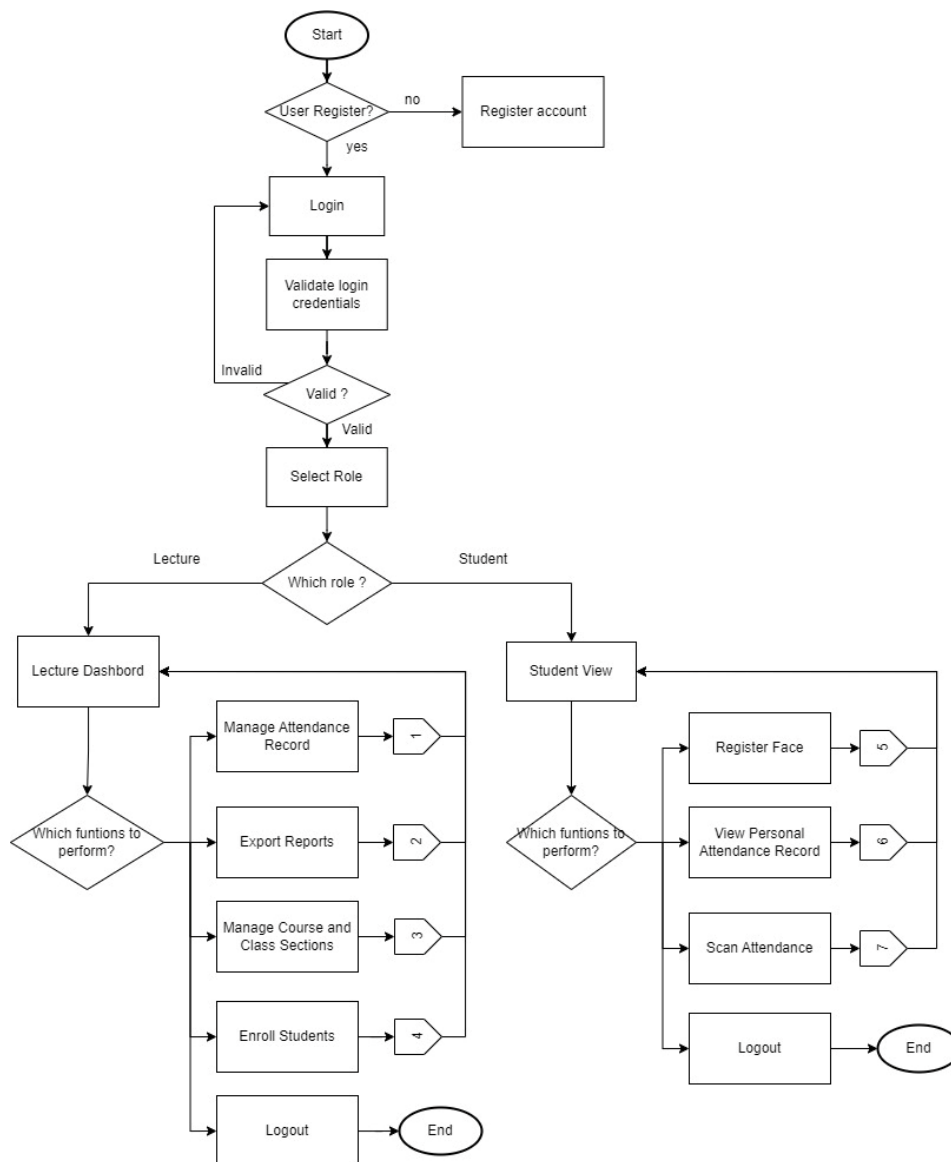 Start
User Register?
no
Register account
yes
Login
Validate login
credentials
Invalid
Valid ?
Valid
Select Role
Lecture
Which role ?
Student
Lecture Dashbord
Student View
Manage Attendance
Record
1
Register Face
5
Which funtions to
perform?
Export Reports
2
Which funtions to
perform?
View Personal
Attendance Record
6
Manage Course and
Class Sections
3
Scan Attendance
7
Enroll Students
4
Logout
End
Logout
End